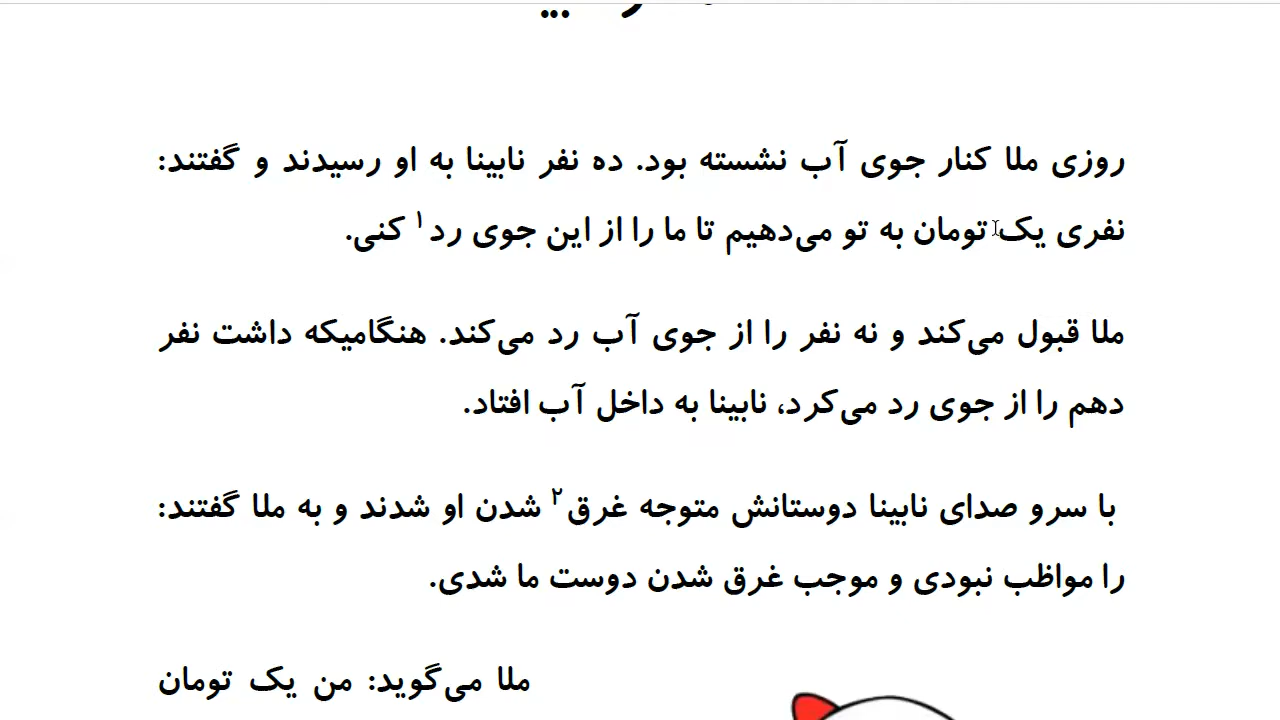 روزی ملا کنار جوی آب نشسته بود. ده نفر نابینا به او رسیدند و گفتند:
نفری یک تومان به تو می‌دهیم تا ما را از این جوی رد۱ کنی.
ملا قبول می‌کند و نه نفر را از جوی آب رد می‌کند. هنگامیکه داشت نفر
دهم را از جوی رد می‌کرد، نابینا به داخل آب افتاد.
با سرو صدای نابینا دوستانش متوجه غرق۲ شدن او شدند و به ملا گفتند:
را مواظب نبودی و موجب غرق شدن دوست ما شدی.
ملا می‌گوید: من یک تومان